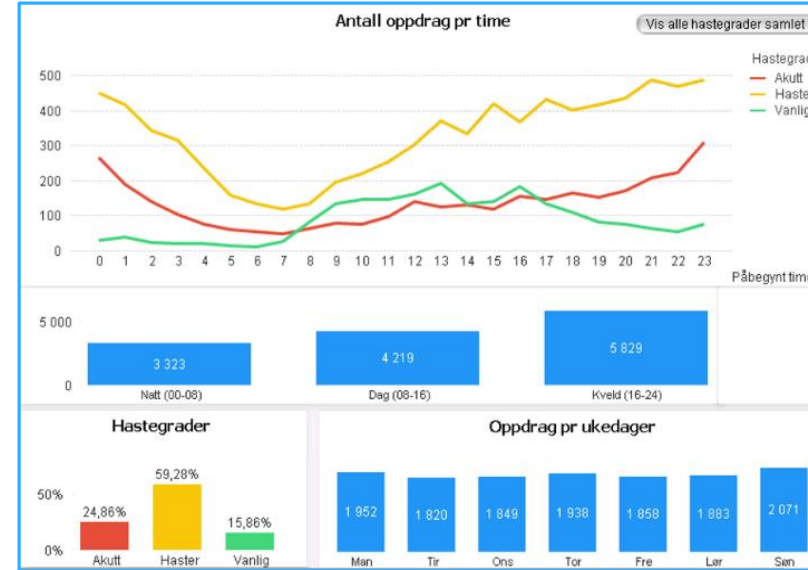 Antall oppdrag pr time
Vis alle hastegrader samlet
Hastegrad
Akutt
Haste
Vanlig
500
400
300
200
100
0
0 1 2 3 4 5 6 7 8 9 10 11 12 13 14 15 16 17 18 19 20 21 22 23
Påbegynt time
5 000
0
3 323
4 219
5 829
Natt (00-08)
Dag (08-16)
Kveld (16-24)
Hastegrader
50%
0%
24,86%
59,28%
15,86%
Akutt
Haster
Vanlig
Oppdrag pr ukedager
1 952 1 820 1 849 1 938 1 858 1 883 2 071
Man Tir Ons Tor Fre Lør Søn